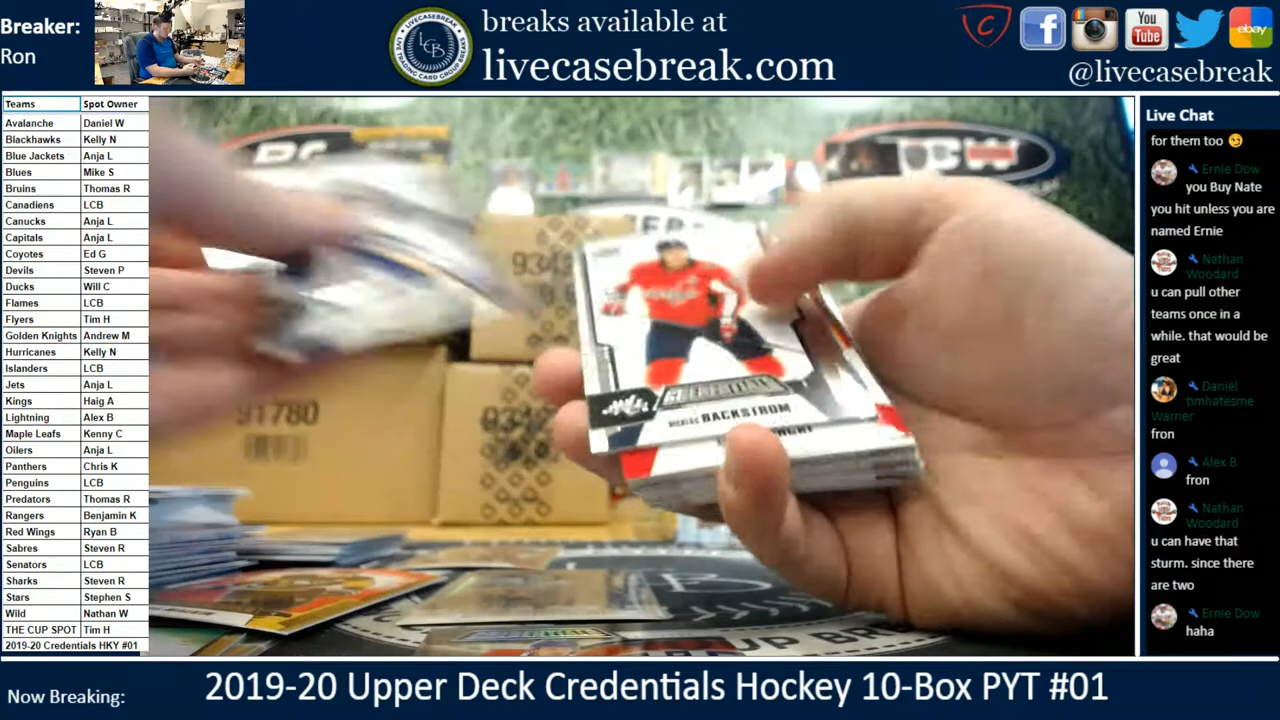 Breaker:
Ron
LCB
breaks available at
livecasebreak.com
You
Tube
ebay
@livecasebreak
Teams Spot Owner
Avalanche Daniel W
Blackhawks Kelly N
Blue Jackets Anja L
Blues Mike S
Bruins Thomas R
Canadiens LCB
Canucks Anja L
Capitals Anja L
Coyotes Ed G
Devils Steven P
Ducks Will C
Flames LCB
Flyers Tim H
Golden Knights Andrew M
Hurricanes Kelly N
Islanders LCB
Jets Anja L
Kings Haig A
Lightning Alex B
Maple Leafs Kenny C
Oilers Anja L
Panthers Chris K
Penguins LCB
Predators Thomas R
Rangers Benjamin K
Red Wings Ryan B
Sabres Steven R
Senators LCB
Sharks Steven R
Stars Stephen S
Wild Nathan W
THE CUP SPOT Tim H
2019-20 Credentials HKY #01
91780
BACKSTROM
Live Chat
for them too
Ernie Dow
you Buy Nate
you hit unless you are
named Ernie
Nathan
Woodard
u can pull other
teams once in a
while. that would be
great
Daniel
timhatesme
Warner
fron
Alex B
fron
Nathan
Woodard
u can have that
sturm. since there
are two
Ernie Dow
haha
Now Breaking:
2019-20 Upper Deck Credentials Hockey 10-Box PYT #01